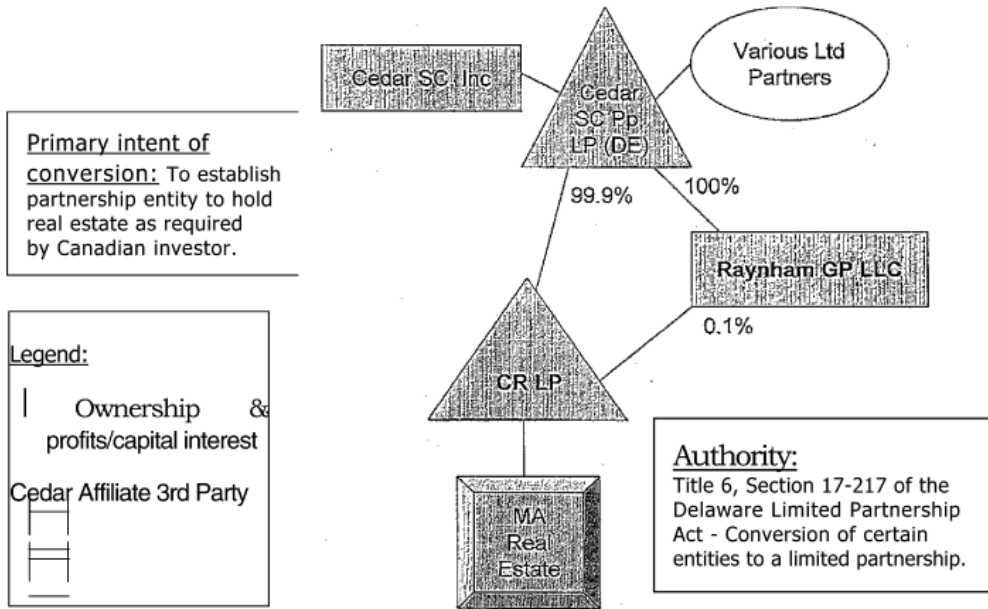 Cedar SC Inc
Cedar
SC Pp
LP (DE)
Various Ltd
Partners
Primary intent of
conversion: To establish
partnership entity to hold
real estate as required
by Canadian investor.
99.9%
100%
Raynham GP LLC
0.1%
CR LP
MA
Real
Estate
Legend:
Ownership &
profits/capital interest
Cedar Affiliate 3rd Party
Authority:
Title 6, Section 17-217 of the
Delaware Limited Partnership
Act - Conversion of certain
entities to a limited partnership.